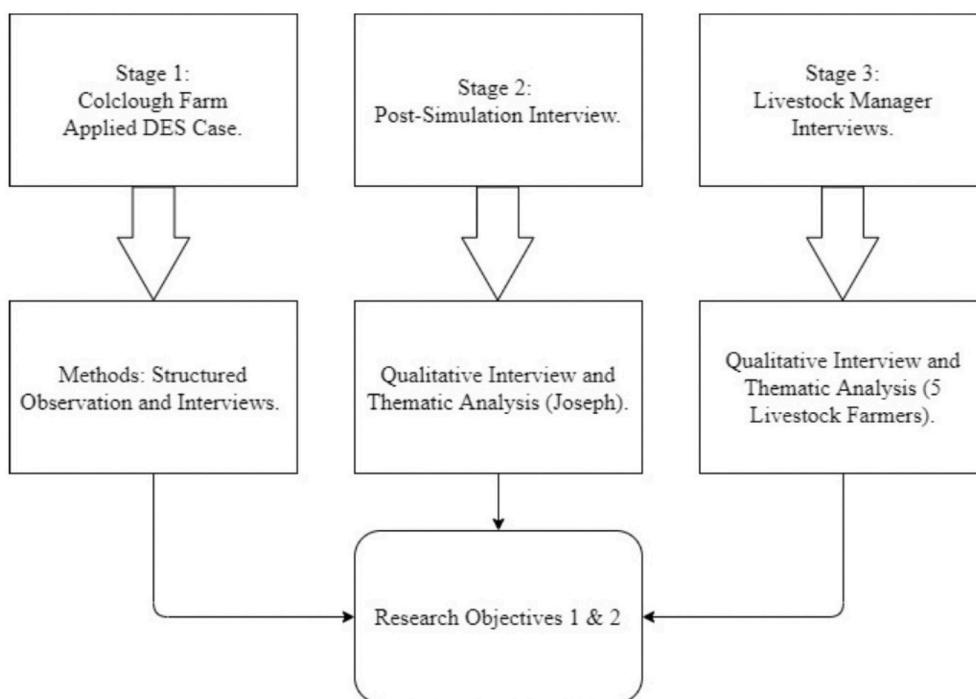 Stage 1:
Colclough Farm
Applied DES Case.
Stage 2:
Post-Simulation Interview.
Stage 3:
Livestock Manager
Interviews.
Methods: Structured
Observation and Interviews.
Qualitative Interview and
Thematic Analysis (Joseph).
Qualitative Interview and
Thematic Analysis (5
Livestock Farmers).
Research Objectives 1 & 2